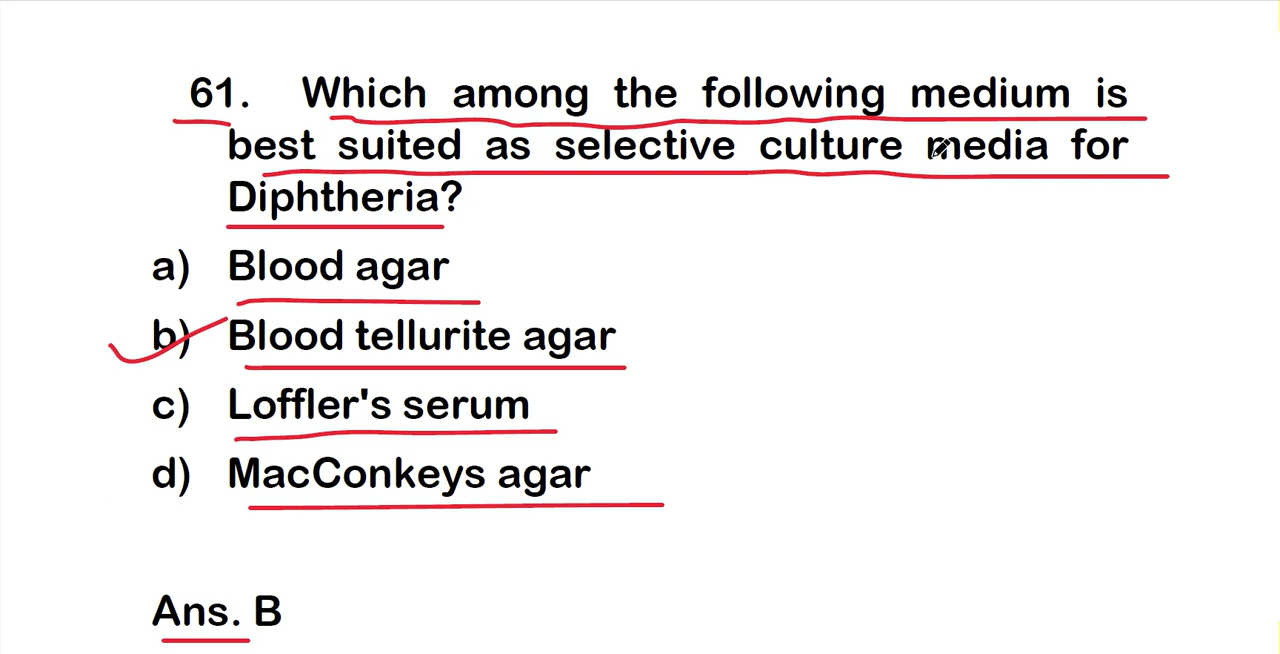 61. Which among the following medium is
best suited as selective culture media for
Diphtheria?
a) Blood agar
b) Blood tellurite agar
c) Loffler's serum
d) MacConkeys agar
Ans. B